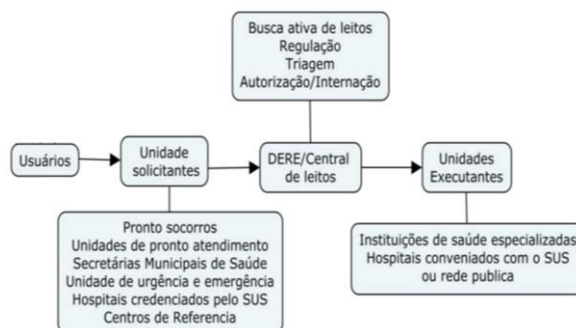 Busca ativa de leitos
Regulação
Triagem
Autorização/Internação
Usuários
Unidade
solicitantes
DERE/Central
de leitos
Unidades
Executantes
Pronto socorros
Unidades de pronto atendimento
Secretárias Municipais de Saúde
Unidade de urgência e emergência
Hospitais credenciados pelo SUS
Centros de Referencia
Instituições de saúde especializadas
Hospitais conveniados com o SUS
ou rede publica